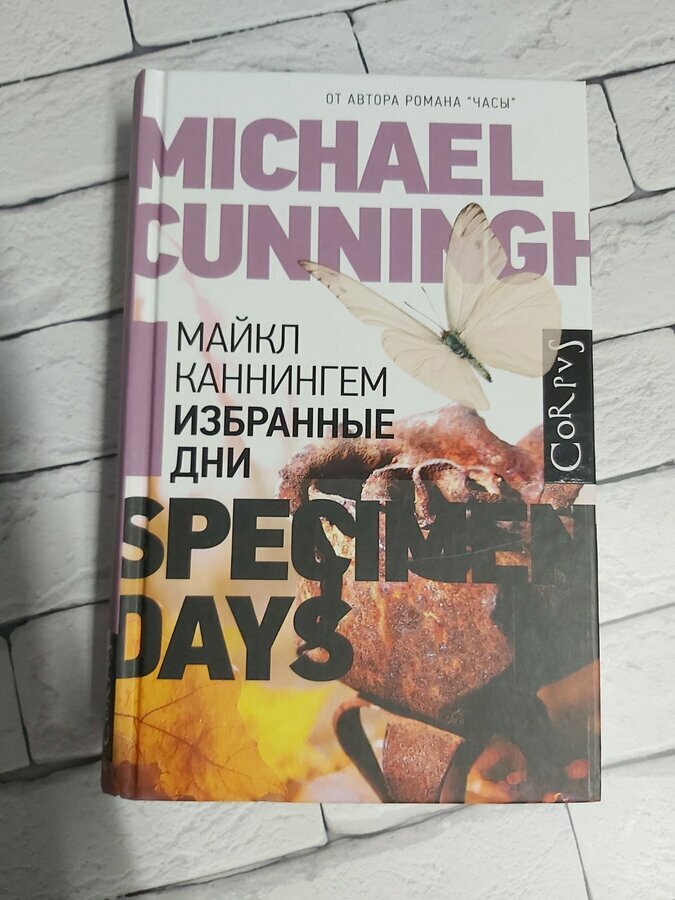 ОТ АВТОРА РОМАНА "ЧАСЫ"
MICHAEL
CUNNINGH
МАЙКЛ
КАННИНГЕМ
ИЗБРАННЫЕ
ДНИ
CORPVS
SPECIMEN
DAYS